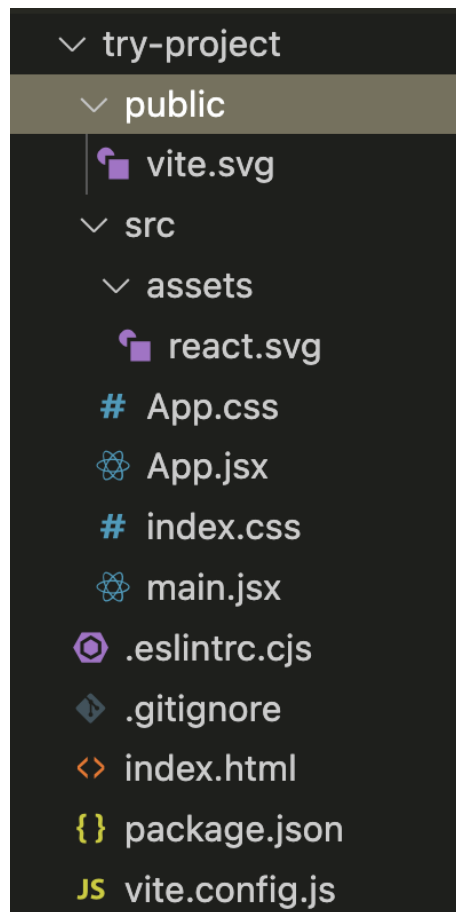 try-project
public
vite.svg
src
assets
react.svg
# App.css
App.jsx
# index.css
main.jsx
.eslintrc.cjs
.gitignore
<> index.html
{} package.json
JS vite.config.js